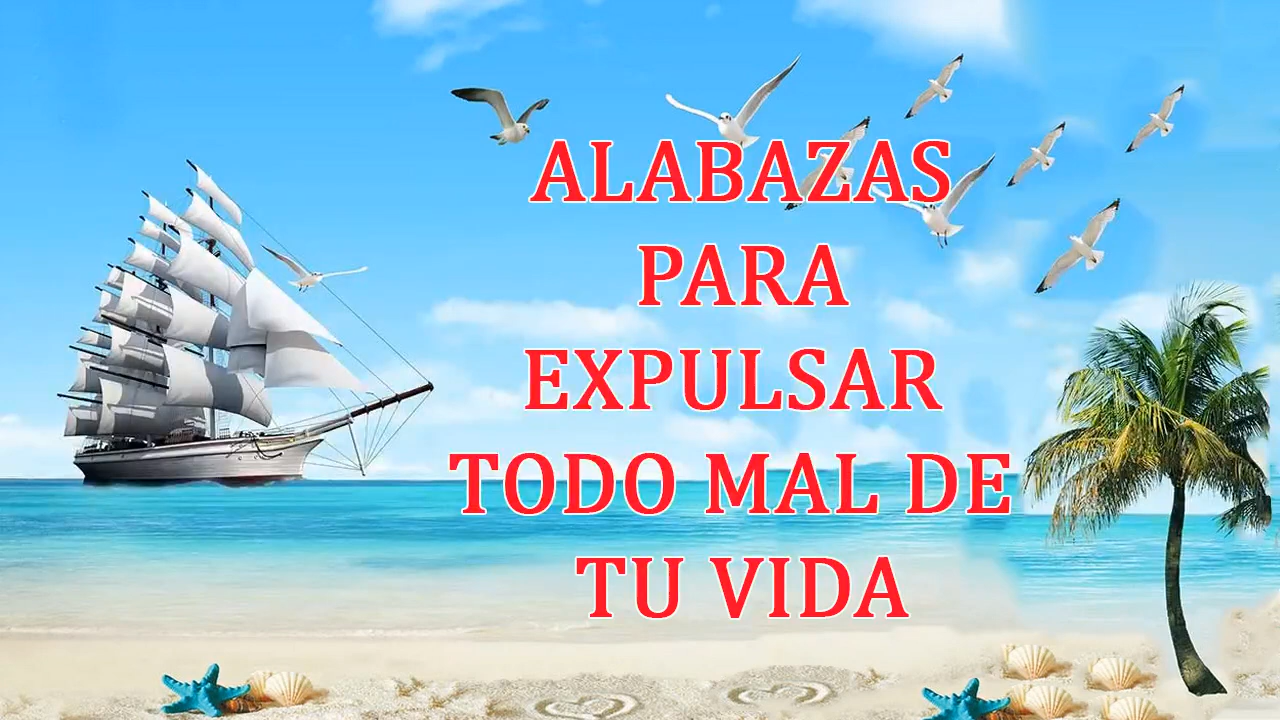 ALABAZAS
PARA
EXPULSAR
TODO MAL DE
TU VIDA